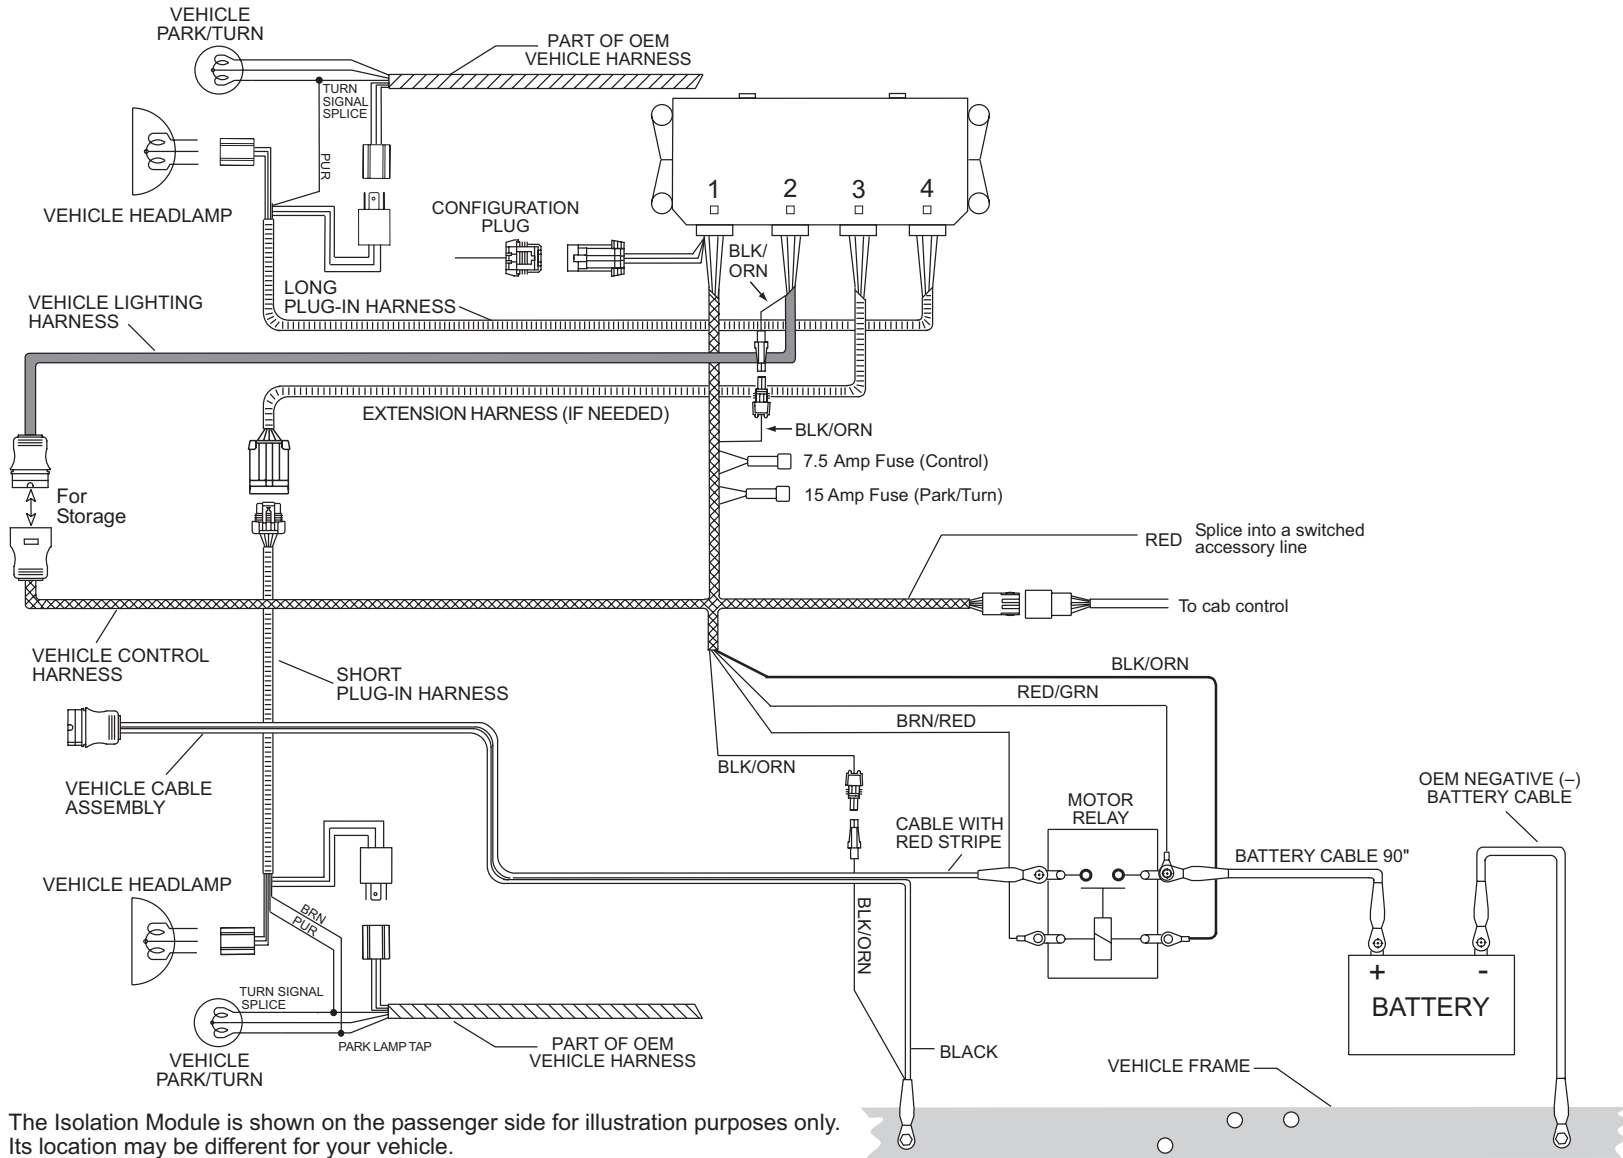 VEHICLE
PARK/TURN
PART OF OEM
VEHICLE HARNESS
TURN
SIGNAL
SPLICE
PUR
VEHICLE HEADLAMP
CONFIGURATION
PLUG
1 2 3 4
BLK/
ORN
LONG
PLUG-IN HARNESS
VEHICLE LIGHTING
HARNESS
EXTENSION HARNESS (IF NEEDED)
BLK/ORN
7.5 Amp Fuse (Control)
15 Amp Fuse (Park/Turn)
For
Storage
RED
Splice into a switched
accessory line
To cab control
VEHICLE CONTROL
HARNESS
SHORT
PLUG-IN HARNESS
BLK/ORN
RED/GRN
BRN/RED
BLK/ORN
VEHICLE CABLE
ASSEMBLY
OEM NEGATIVE (–)
BATTERY CABLE
MOTOR
RELAY
CABLE WITH
RED STRIPE
BATTERY CABLE 90"
VEHICLE HEADLAMP
BRN
PUR
BLK/ORN
+ -
BATTERY
TURN SIGNAL
SPLICE
PARK LAMP TAP
VEHICLE
PARK/TURN
PART OF OEM
VEHICLE HARNESS
BLACK
VEHICLE FRAME
The Isolation Module is shown on the passenger side for illustration purposes only.
Its location may be different for your vehicle.